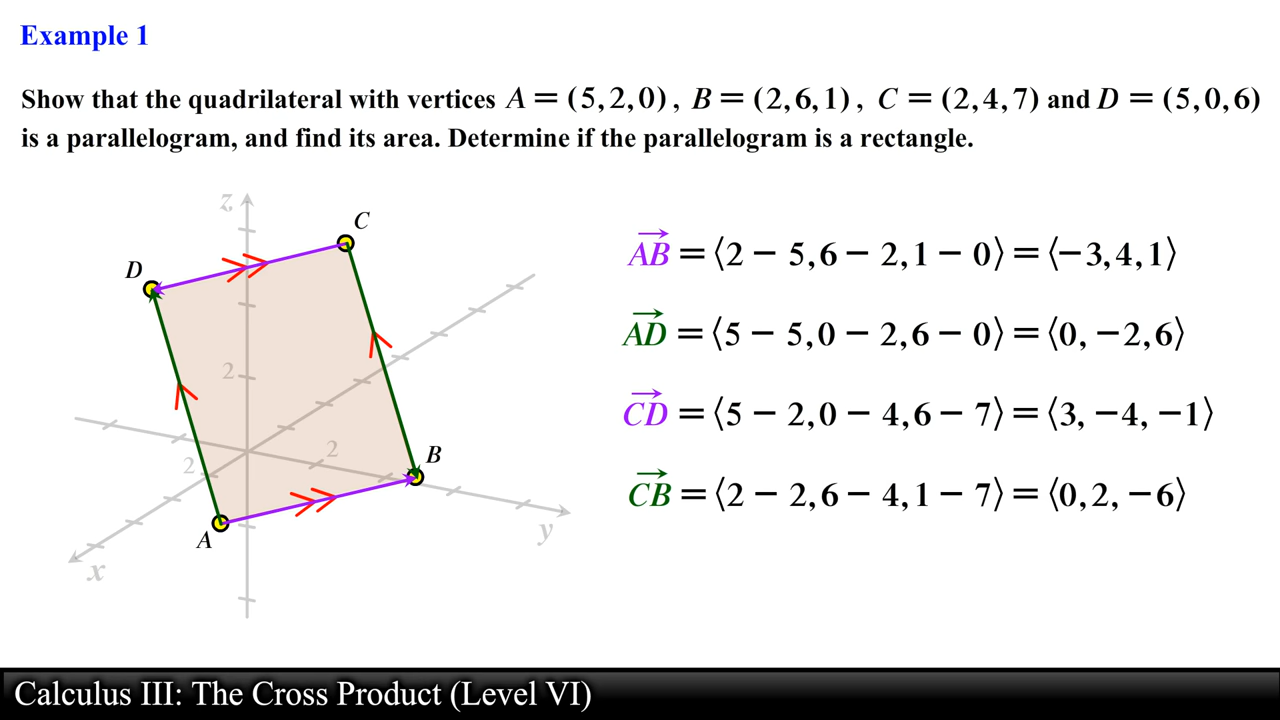 Example 1
Show that the quadrilateral with vertices A = (5, 2, 0), B = (2, 6, 1), C = (2, 4, 7) and D = (5, 0, 6)
is a parallelogram, and find its area. Determine if the parallelogram is a rectangle.
z
C
D
2
2
2
B
A
x
y
AB⃗ = ⟨2 − 5, 6 − 2, 1 − 0⟩ = ⟨−3, 4, 1⟩
AD⃗ = ⟨5 − 5, 0 − 2, 6 − 0⟩ = ⟨0, −2, 6⟩
CD⃗ = ⟨5 − 2, 0 − 4, 6 − 7⟩ = ⟨3, −4, −1⟩
CB⃗ = ⟨2 − 2, 6 − 4, 1 − 7⟩ = ⟨0, 2, −6⟩
Calculus III: The Cross Product (Level VI)